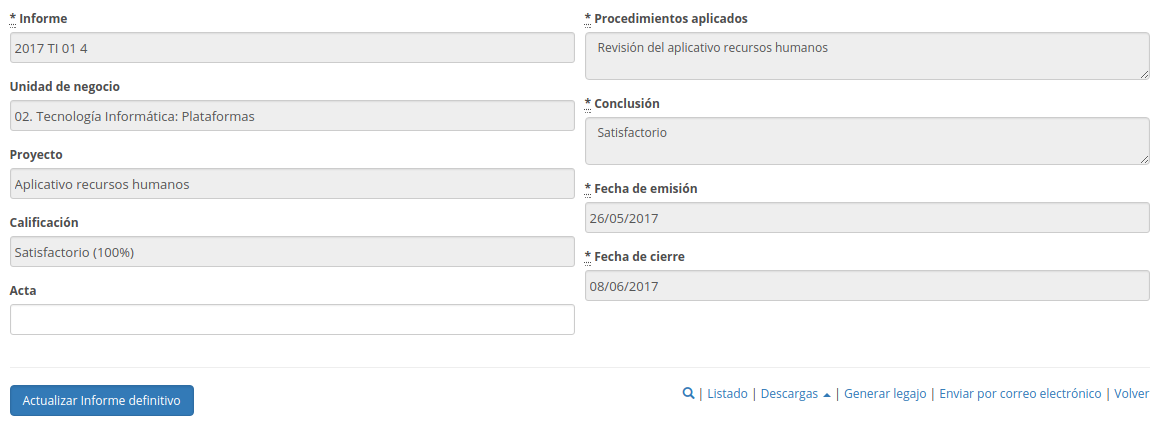 * Informe
2017 TI 01 4
Unidad de negocio
02. Tecnología Informática: Plataformas
Proyecto
Aplicativo recursos humanos
Calificación
Satisfactorio (100%)
Acta
* Procedimientos aplicados
Revisión del aplicativo recursos humanos
* Conclusión
Satisfactorio
* Fecha de emisión
26/05/2017
* Fecha de cierre
08/06/2017
Actualizar Informe definitivo
| Listado | Descargas | Generar legajo | Enviar por correo electrónico | Volver